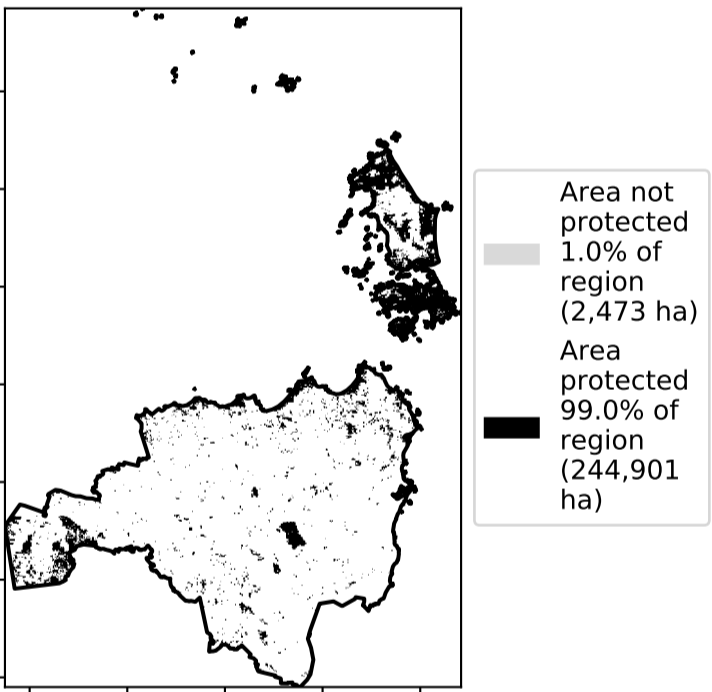 Area not
protected
1.0% of
region
(2,473 ha)
Area
protected
99.0% of
region
(244,901
ha)